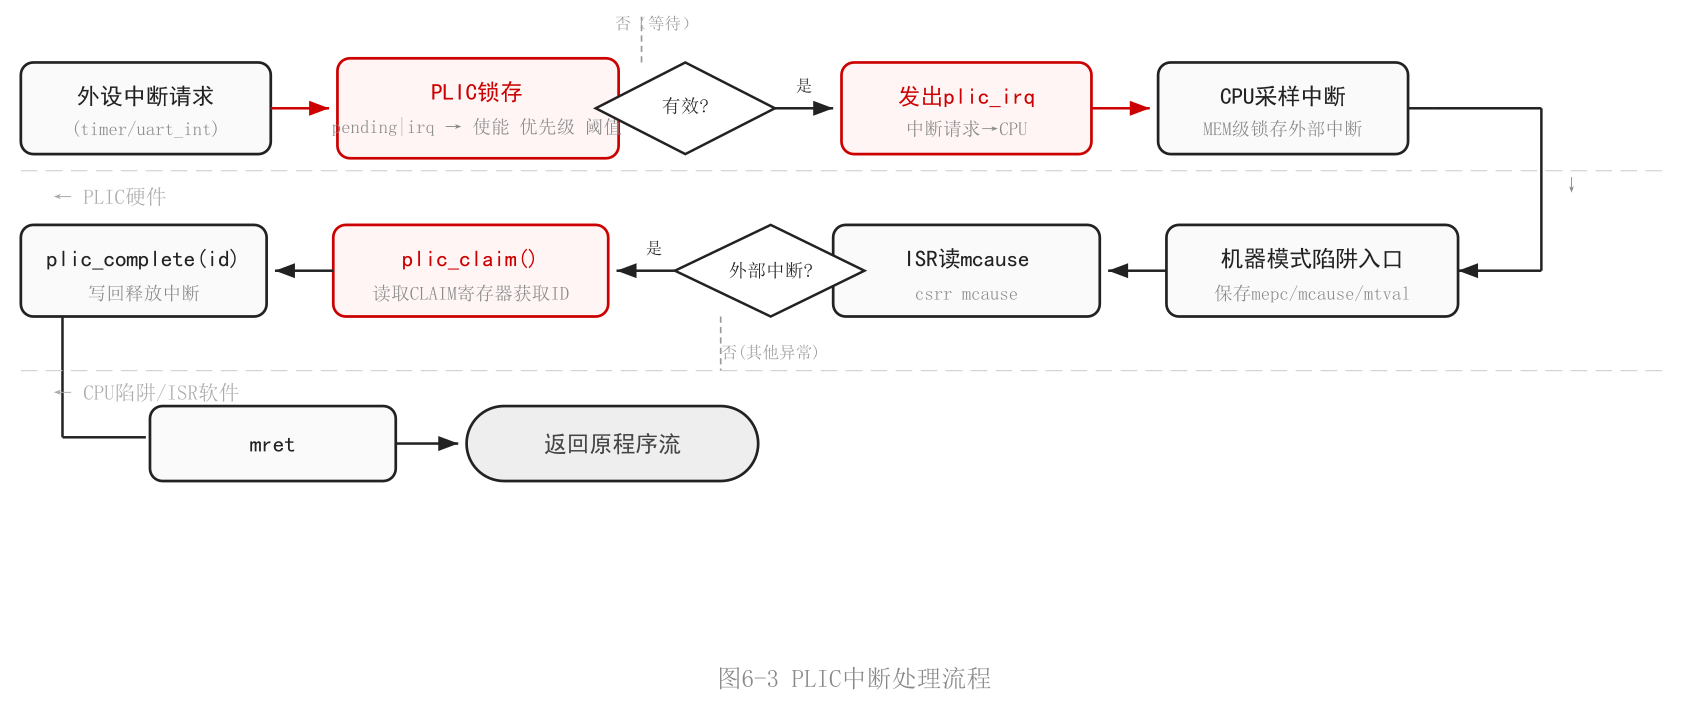 否（等待）
外设中断请求
(timer/uart_int)
PLIC锁存
pending|irq → 使能 优先级 阈值
有效?
是
发出plic_irq
中断请求→CPU
CPU采样中断
MEM级锁存外部中断
← PLIC硬件
↓
plic_complete(id)
写回释放中断
plic_claim()
读取CLAIM寄存器获取ID
是
外部中断?
ISR读mcause
csrr mcause
机器模式陷阱入口
保存mepc/mcause/mtval
否(其他异常)
← CPU陷阱/ISR软件
mret
返回原程序流
图6-3 PLIC中断处理流程